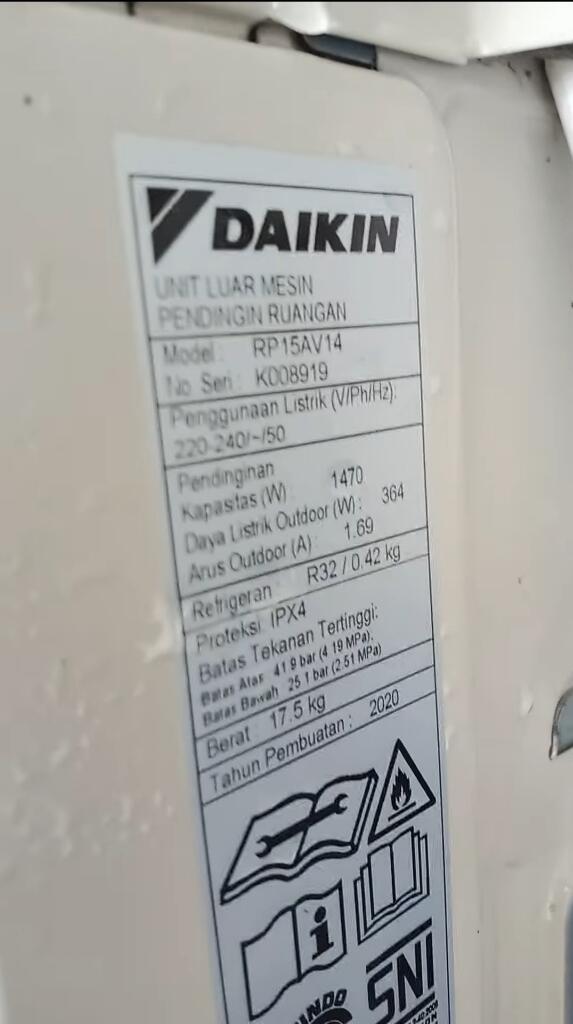 DAIKIN
UNIT LUAR MESIN
PENDINGIN RUANGAN
Model : RP15AV14
No Seri : K008919
Penggunaan Listrik (V/Ph/Hz):
220-240/~/50
Pendinginan
Kapasitas (W) 1470
Daya Listrik Outdoor (W) : 364
Arus Outdoor (A) : 1.69
Refrigeran : R32 / 0.42 kg
Proteksi IPX4
Batas Tekanan Tertinggi:
Batas Atas 41.9 bar (4.19 MPa);
Batas Bawah 25.1 bar (2.51 MPa)
Berat : 17.5 kg
Tahun Pembuatan : 2020
i
SNI